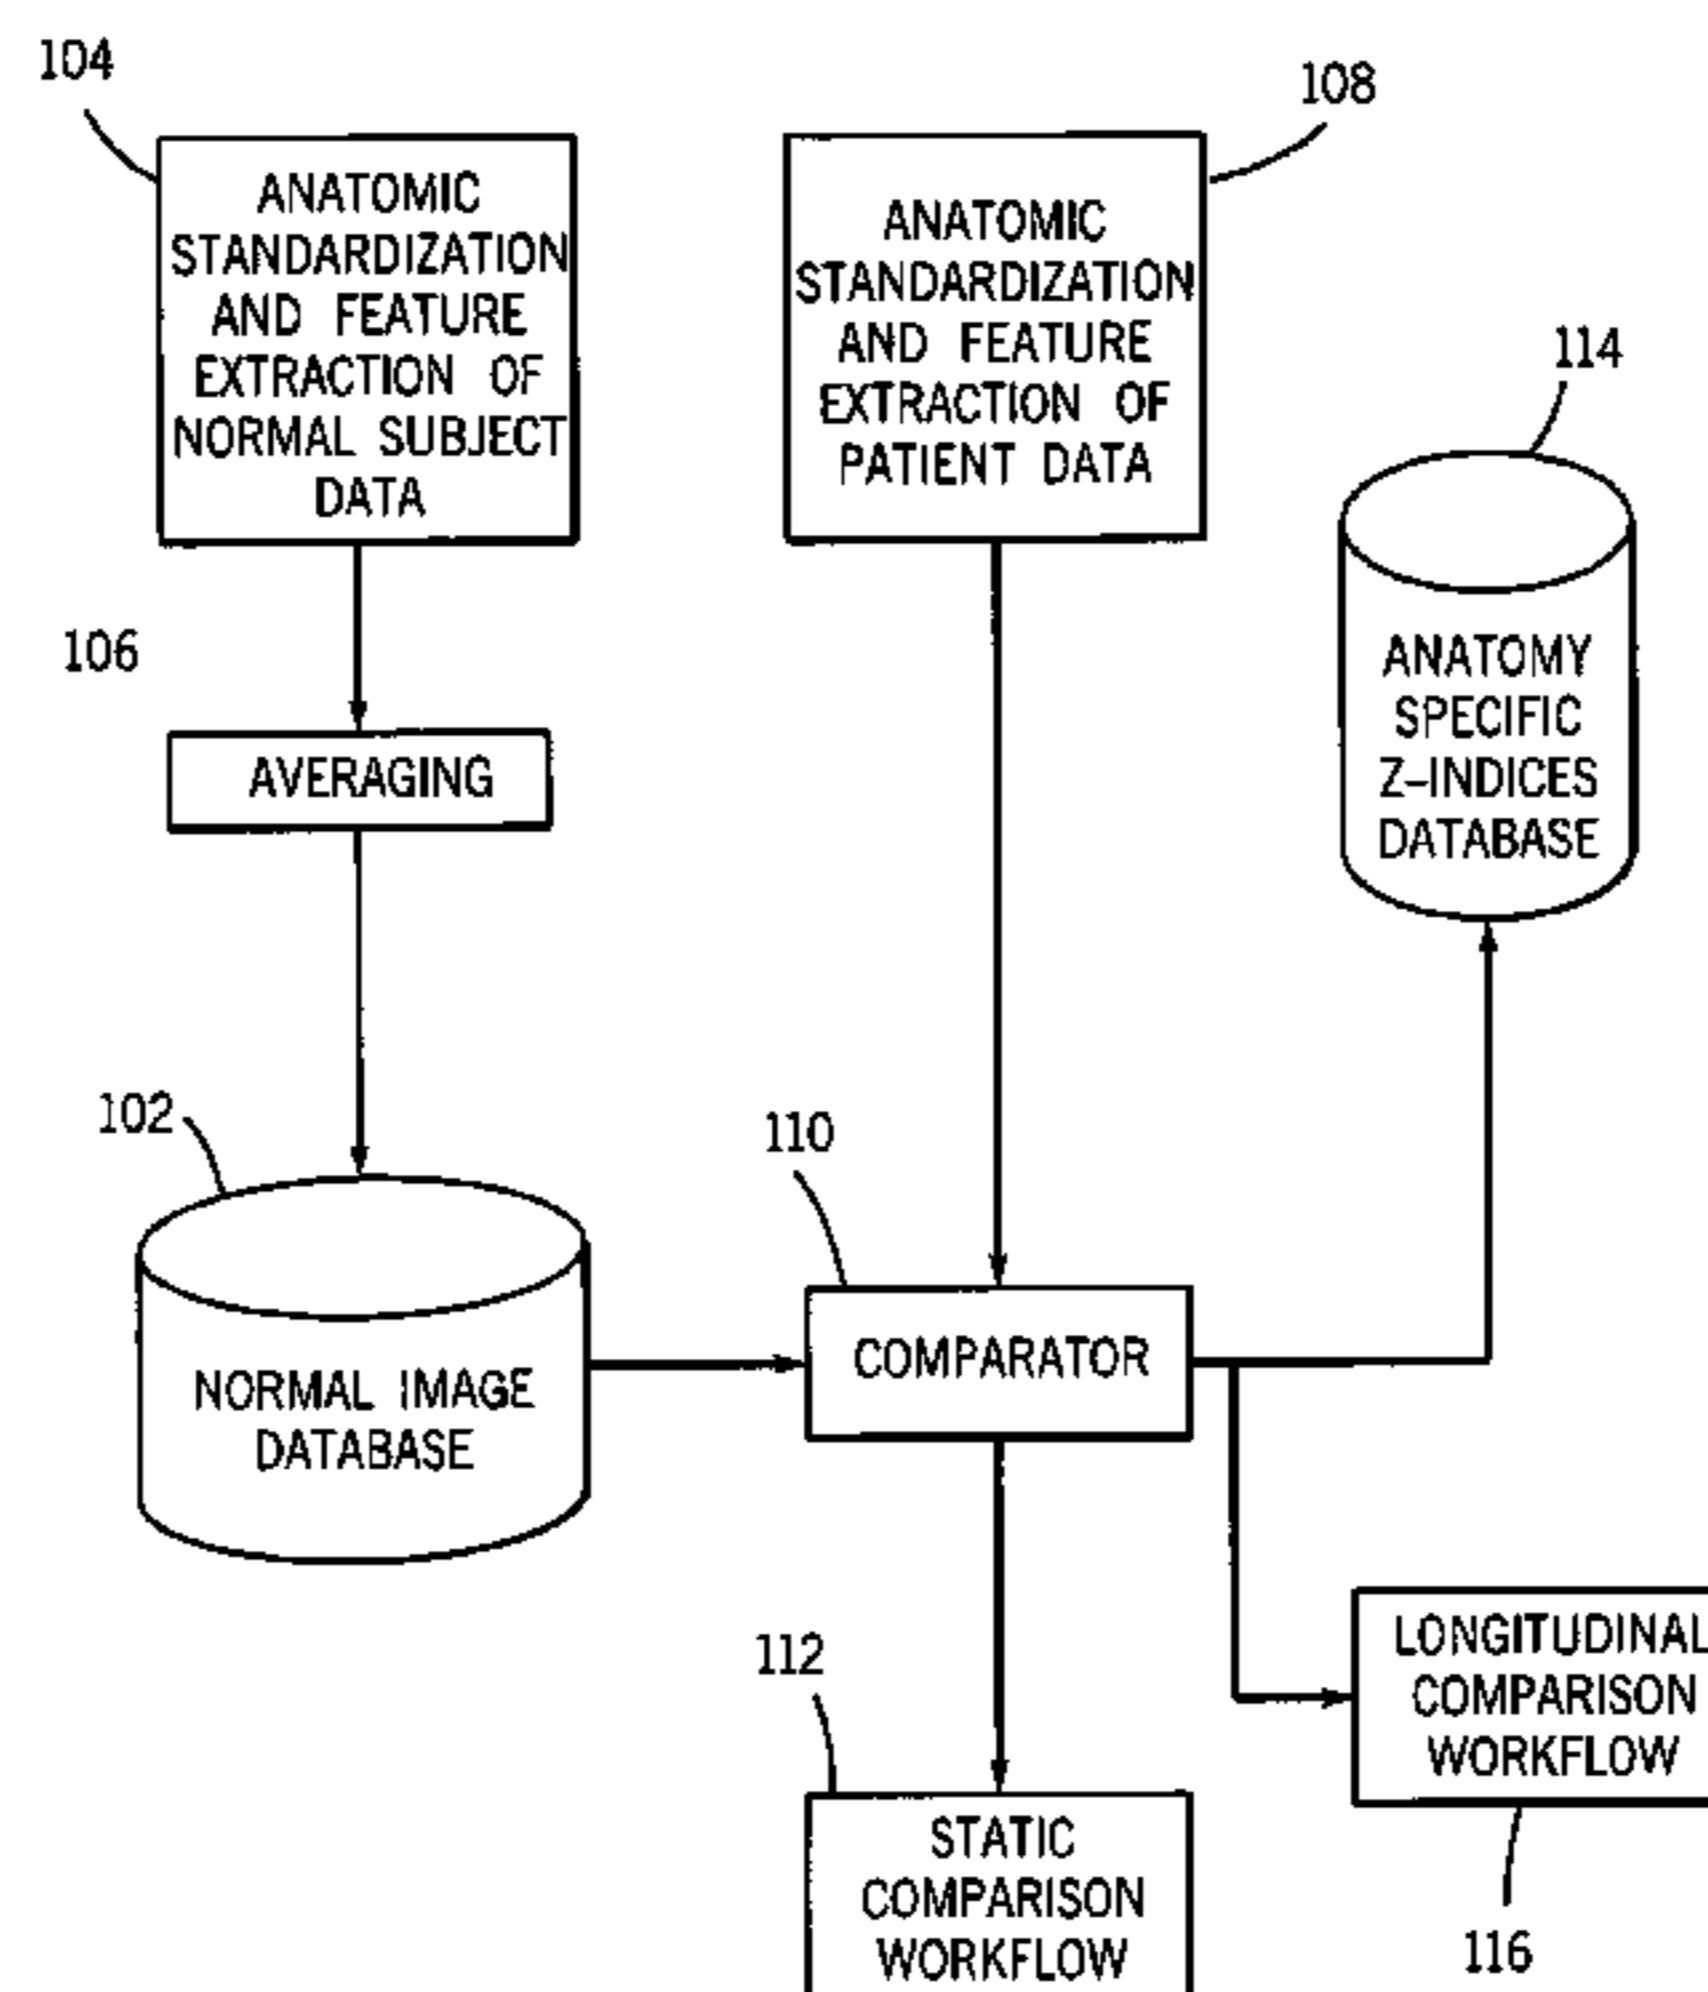 104
108
ANATOMIC
STANDARDIZATION
AND FEATURE
EXTRACTION OF
NORMAL SUBJECT
DATA
ANATOMIC
STANDARDIZATION
AND FEATURE
EXTRACTION OF
PATIENT DATA
114
ANATOMY
SPECIFIC
Z-INDICES
DATABASE
106
AVERAGING
102
NORMAL IMAGE
DATABASE
110
COMPARATOR
112
STATIC
COMPARISON
WORKFLOW
LONGITUDINAL
COMPARISON
WORKFLOW
116